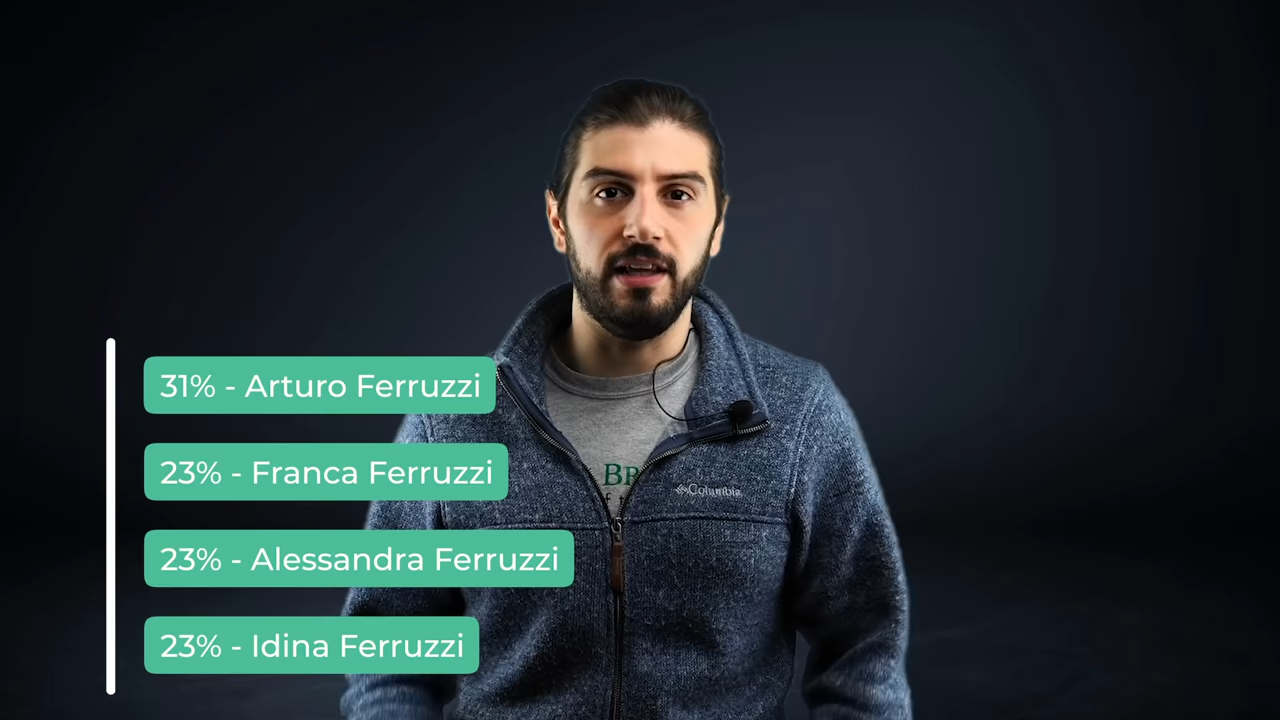 31% - Arturo Ferruzzi
23% - Franca Ferruzzi
Columbia
23% - Alessandra Ferruzzi
23% - Idina Ferruzzi